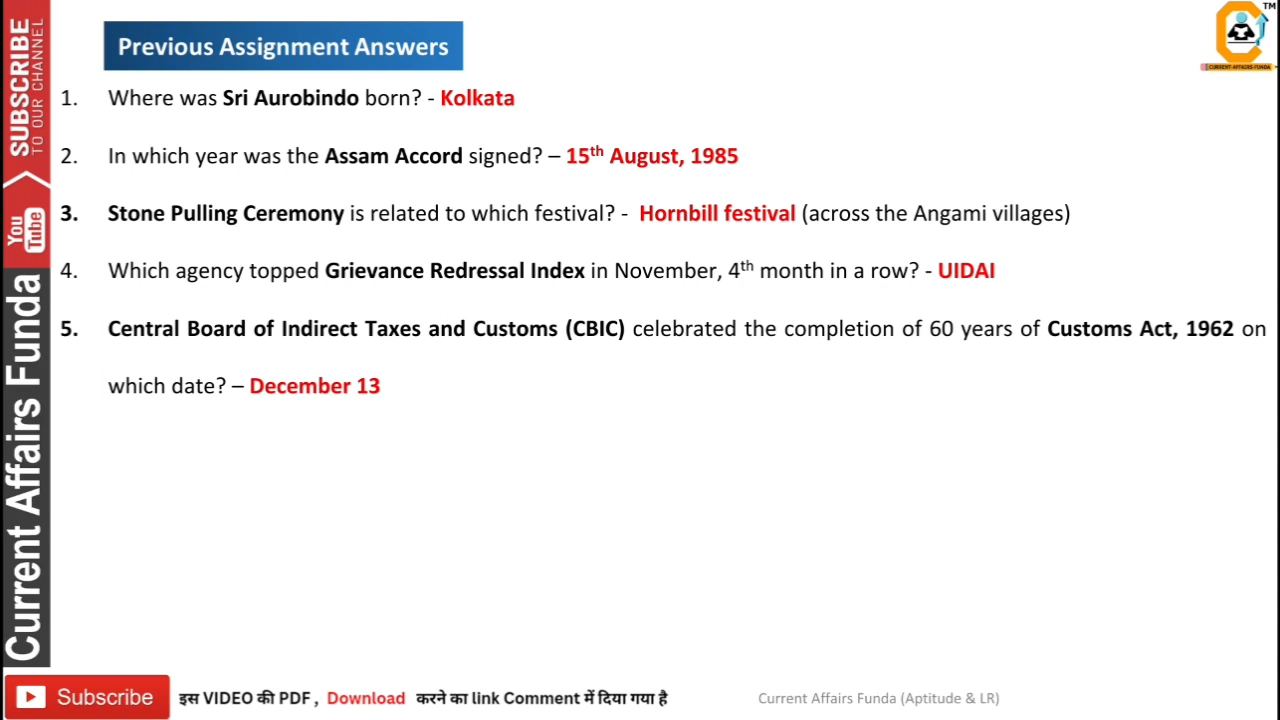 Previous Assignment Answers
1. Where was Sri Aurobindo born? - Kolkata
2. In which year was the Assam Accord signed? – 15th August, 1985
3. Stone Pulling Ceremony is related to which festival? - Hornbill festival (across the Angami villages)
4. Which agency topped Grievance Redressal Index in November, 4th month in a row? - UIDAI
5. Central Board of Indirect Taxes and Customs (CBIC) celebrated the completion of 60 years of Customs Act, 1962 on
which date? – December 13
SUBSCRIBE
TO OUR CHANNEL
You
Tube
Current Affairs Funda
TM
CURRENT-AFFAIRS-FUNDA
Subscribe
इस VIDEO की PDF , Download करने का link Comment में दिया गया है
Current Affairs Funda (Aptitude & LR)